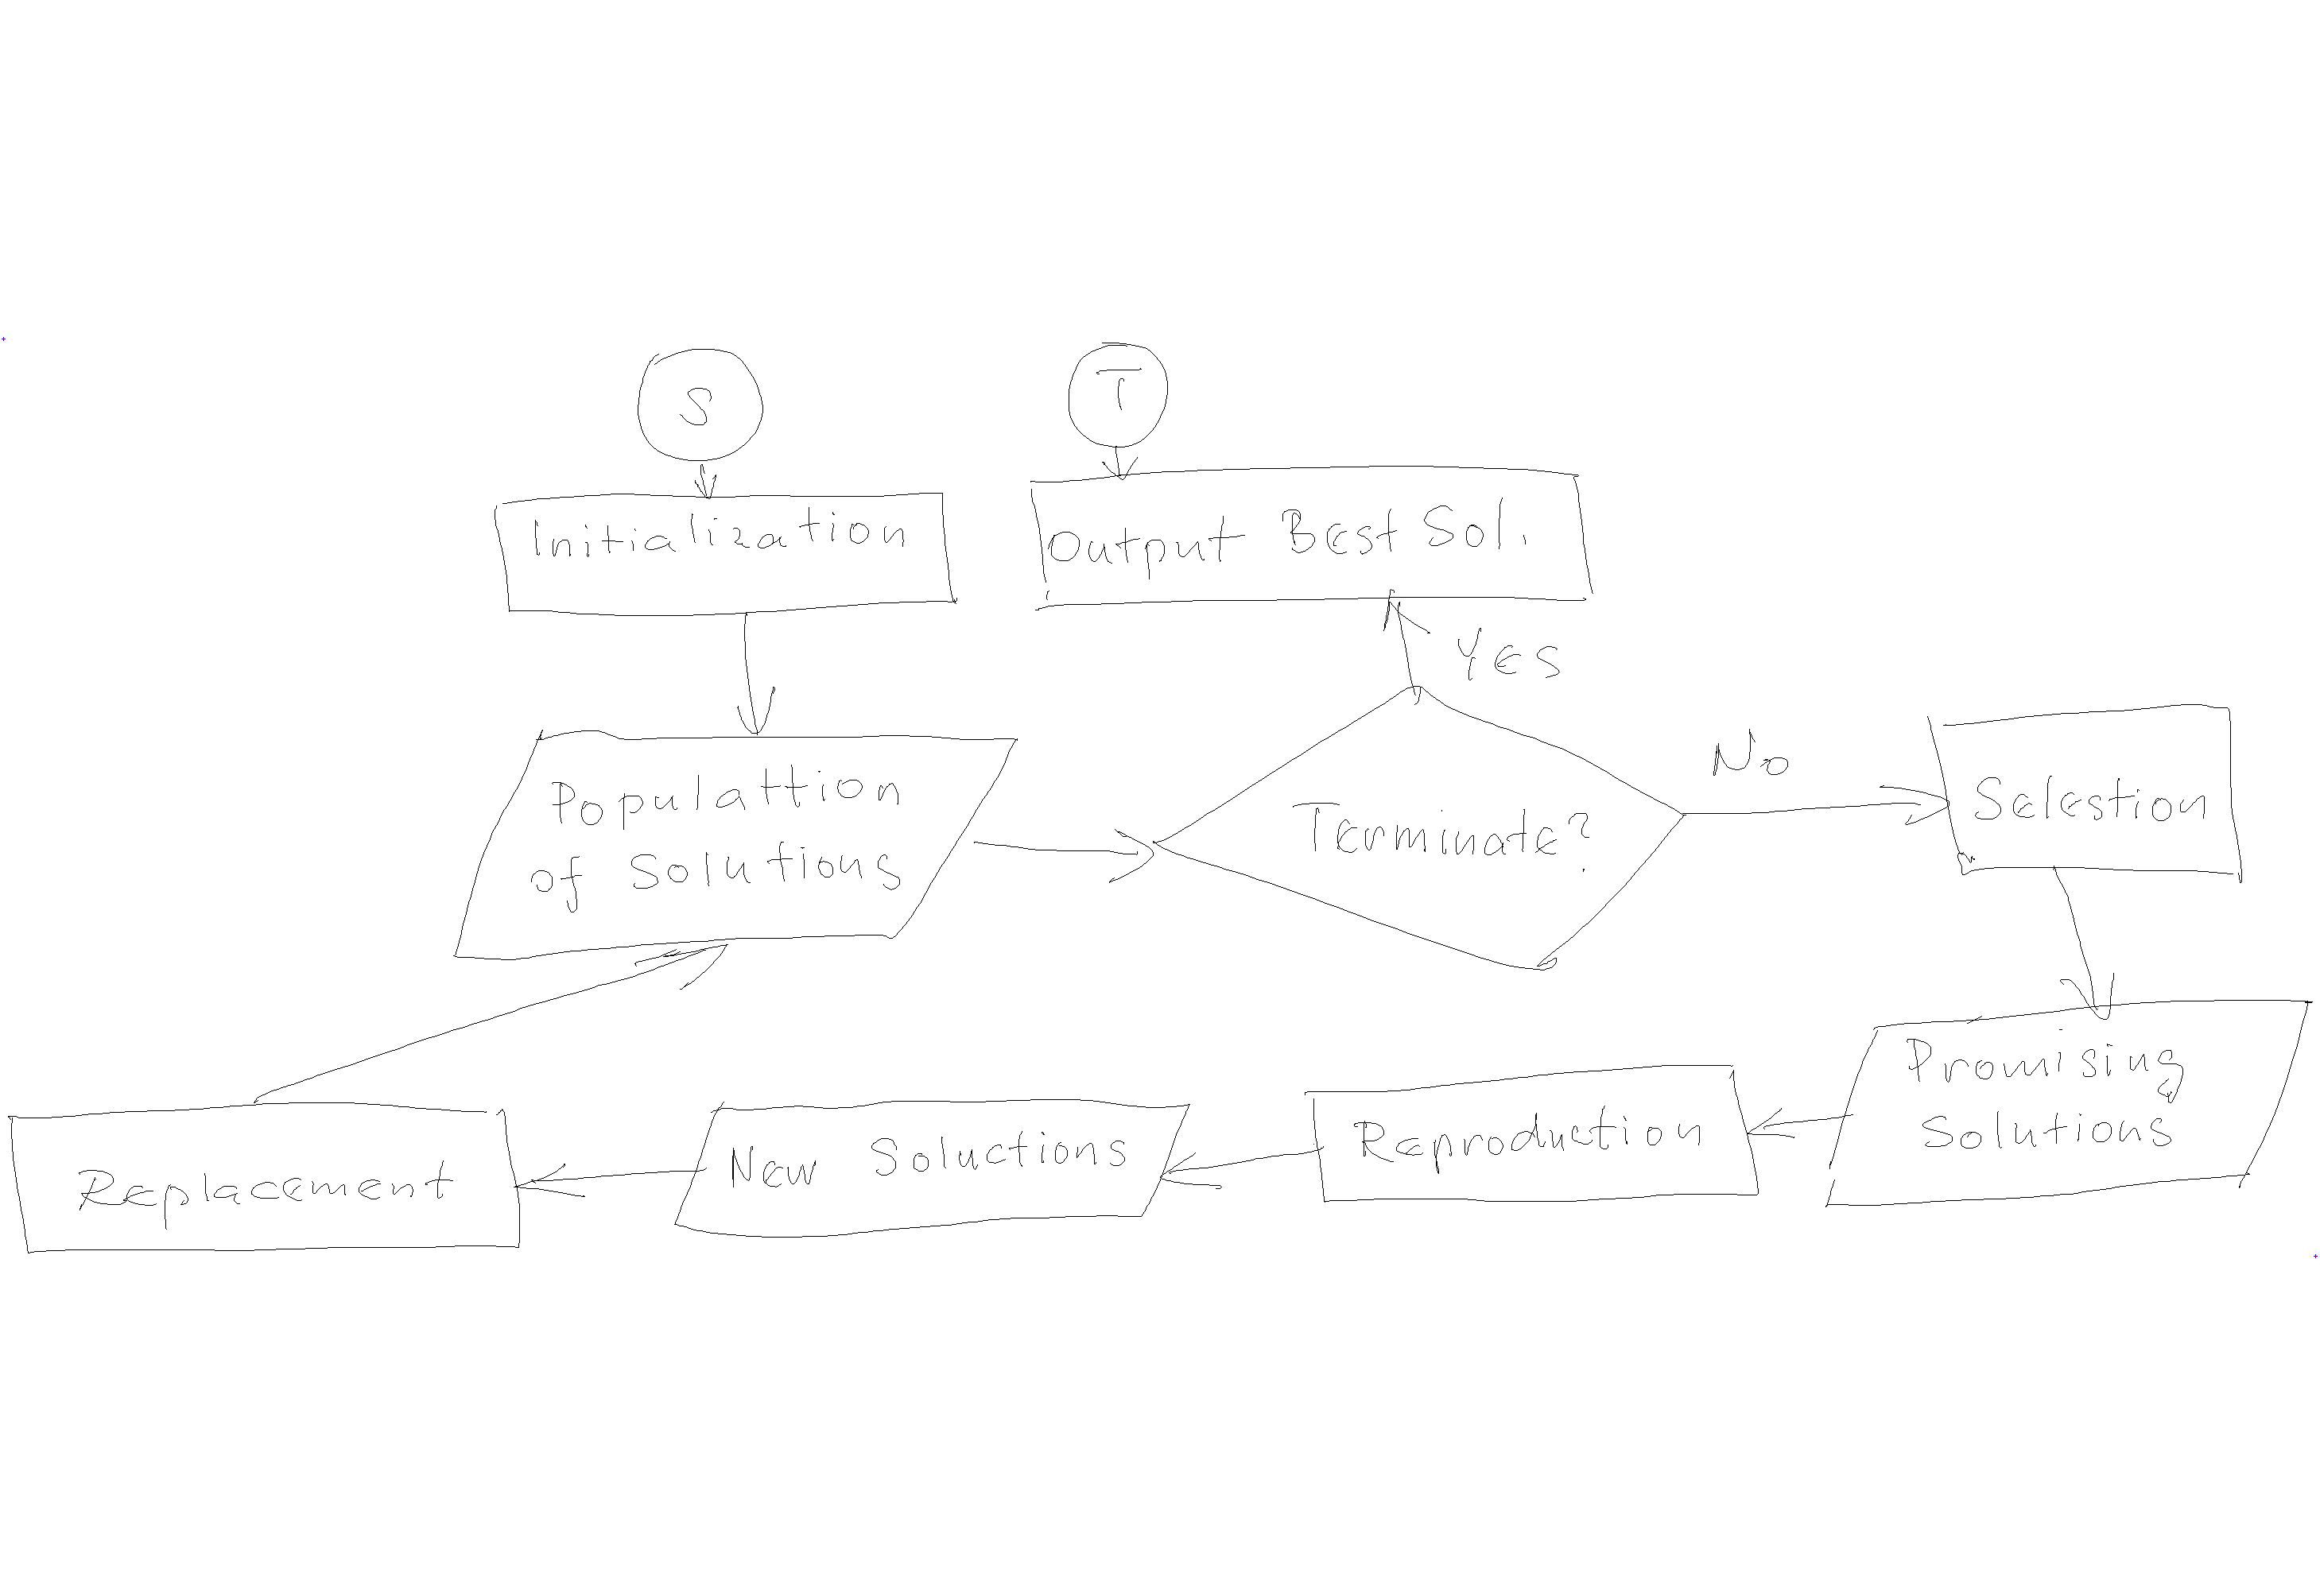 S
T
Initialization
Output Best Sol.
YES
Populattion
of Solutions
Terminate?
No
Selestion
Promising
Solutions
Reproduction
New Soluctions
Replacement